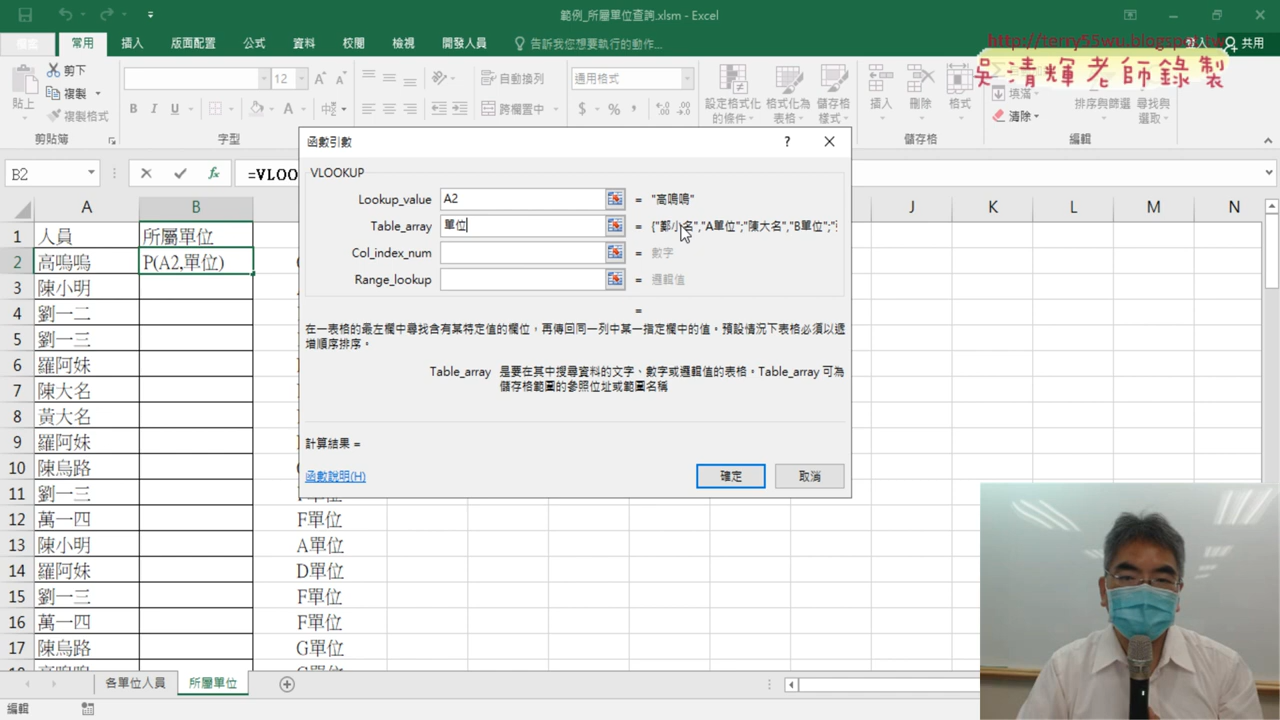 範例_所屬單位查詢.xlsm - Excel
常用 插入 版面配置 公式 資料 校閱 檢視 開發人員 告訴我您想要執行的動作... 登入 共用
http://terry55wu.blogspot.tw
吳清輝老師錄製
貼上 剪下 複製 複製格式 12 自動換列 跨欄置中 通用格式 設定格式化的條件 格式化為表格 儲存格樣式 插入 刪除 格式 填滿 清除 排序與篩選 尋找與選取
剪貼簿 字型 儲存格 編輯
B2 =VLOO
函數引數
VLOOKUP
Lookup_value A2 = "高嗚嗚"
Table_array 單位 = {"鄭小名","A單位";"陳大名","B單位";"
Col_index_num = 數字
Range_lookup = 邏輯值
=
在一表格的最左欄中尋找含有某特定值的欄位，再傳回同一列中某一指定欄中的值。預設情況下表格必須以遞
增順序排序。
Table_array 是要在其中搜尋資料的文字、數字或邏輯值的表格。Table_array 可為
儲存格範圍的參照位址或範圍名稱
計算結果 =
函數說明(H) 確定 取消
A B J K L M N
1 人員 所屬單位
2 高嗚嗚 P(A2,單位)
3 陳小明
4 劉一二
5 劉一三
6 羅阿妹
7 陳大名
8 黃大名
9 羅阿妹
10 陳烏路
11 劉一三
12 萬一四 F單位
13 陳小明 A單位
14 羅阿妹 D單位
15 劉一三 F單位
16 萬一四 F單位
17 陳烏路 G單位
各單位人員 所屬單位
編輯